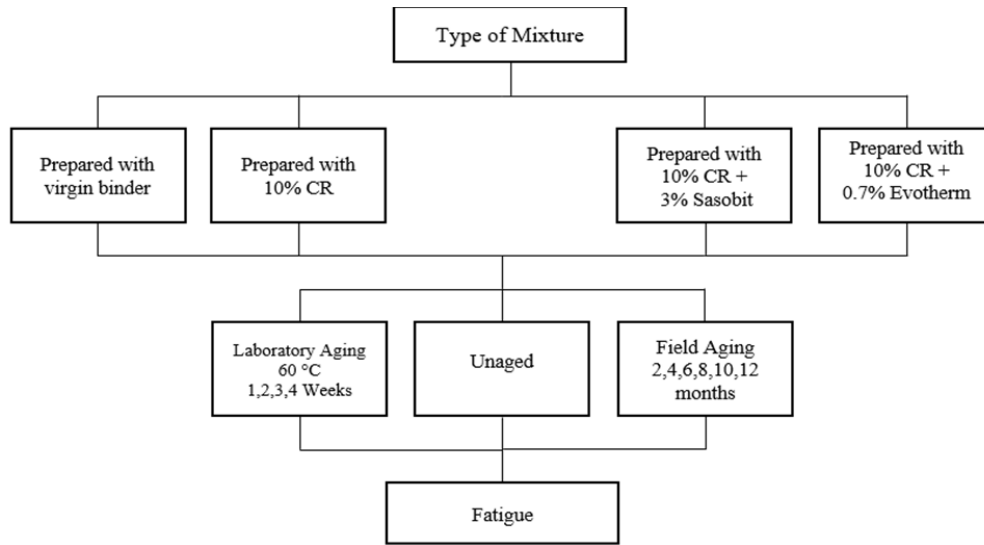 Type of Mixture
Prepared with
virgin binder
Prepared with
10% CR
Prepared with
10% CR +
3% Sasobit
Prepared with
10% CR +
0.7% Evotherm
Laboratory Aging
60 °C
1,2,3,4 Weeks
Unaged
Field Aging
2,4,6,8,10,12
months
Fatigue